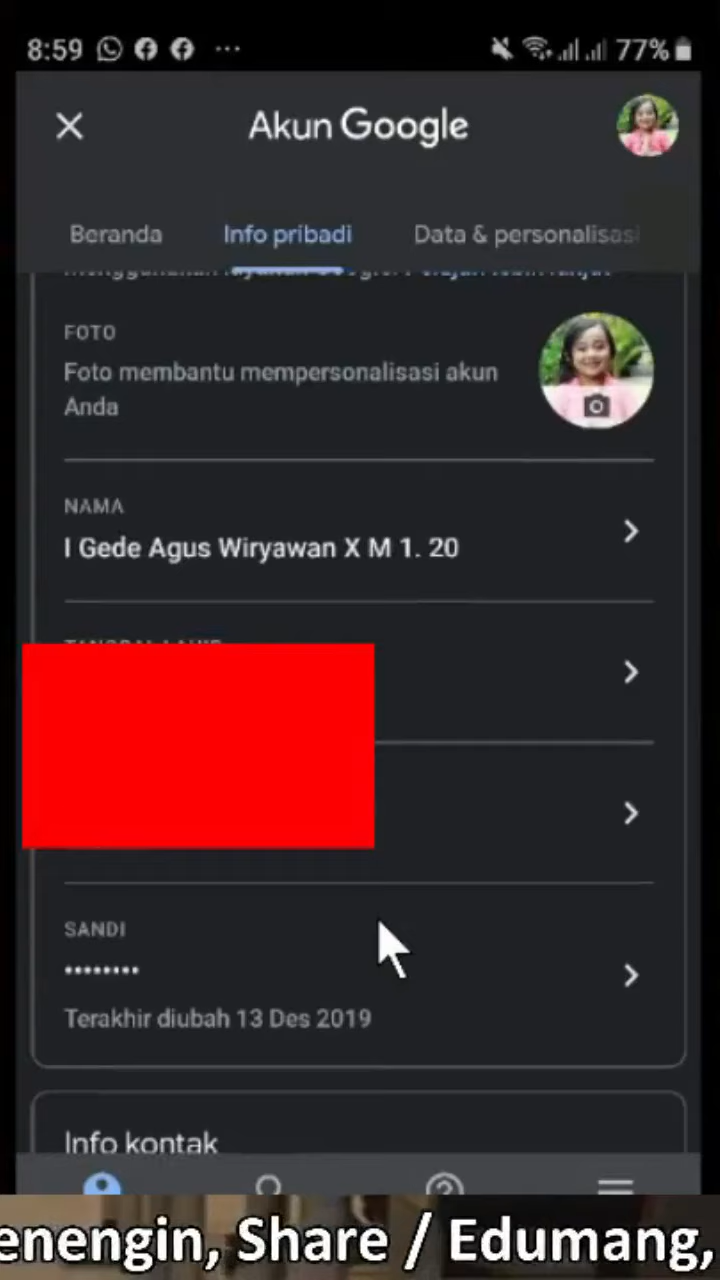 8:59 ... 77%
Akun Google
Beranda Info pribadi Data & personalisasi
FOTO
Foto membantu mempersonalisasi akun
Anda
NAMA
I Gede Agus Wiryawan X M 1. 20
SANDI
••••••••
Terakhir diubah 13 Des 2019
Info kontak
enengin, Share / Edumang,